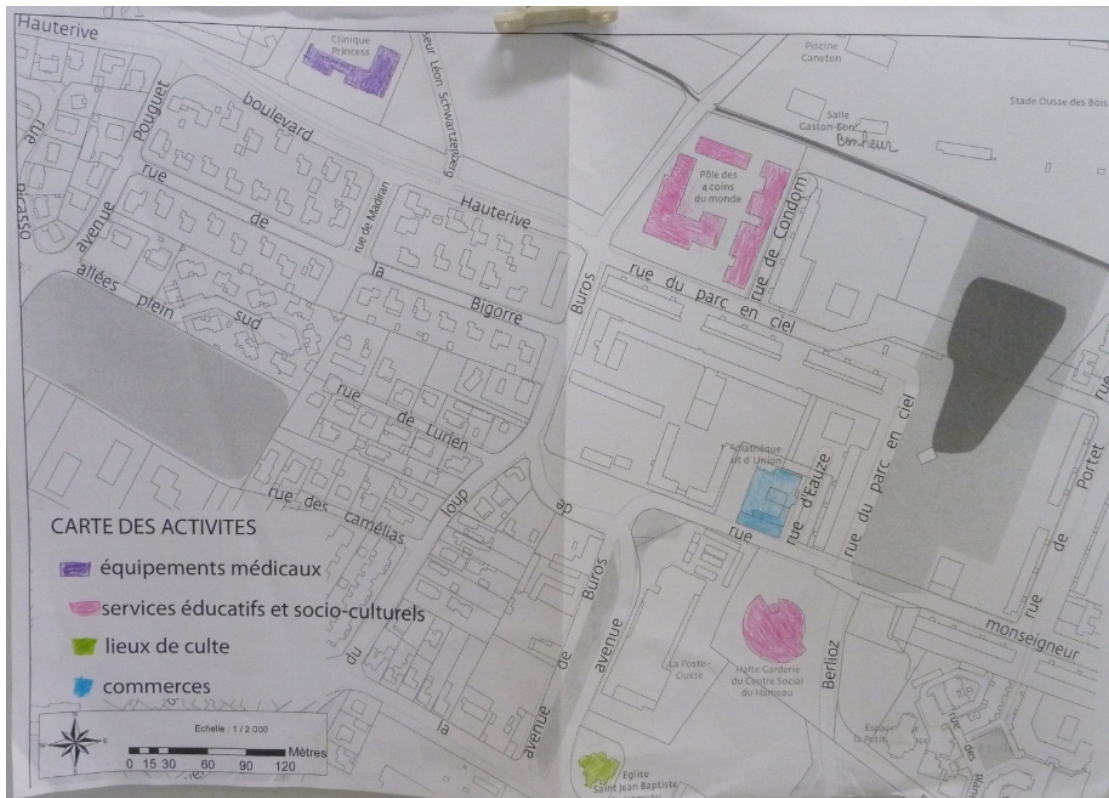 Hauterive
des
Clinique
Princess
seur Léon Schwartzenberg
Piscine
Caneton
Stade Ousse des Bois
Salle
Gaston-Bon
Bonheur
boulevard
Pouguet
avenue
rue
Picasso
rue
de
rue de Madiran
Hauterive
la
Bigorre
Pôle des
4 coins
du monde
rue de Condom
Buros
rue du parc en ciel
allées plein sud
rue de Lurien
rue des camélias
loup
du
de
Buros
de
avenue
la
avenue
rue d'Eauze
rue du parc en ciel
rue
monseigneur
rue
Portet
de
rue
La Poste-
Ousse
Halte Garderie
du Centre Social
du Hameau
Berlioz
rue des
Eglise
Saint Jean Baptiste
CARTE DES ACTIVITES
équipements médicaux
services éducatifs et socio-culturels
lieux de culte
commerces
Echelle : 1 / 2 000
Mètres
0 15 30 60 90 120